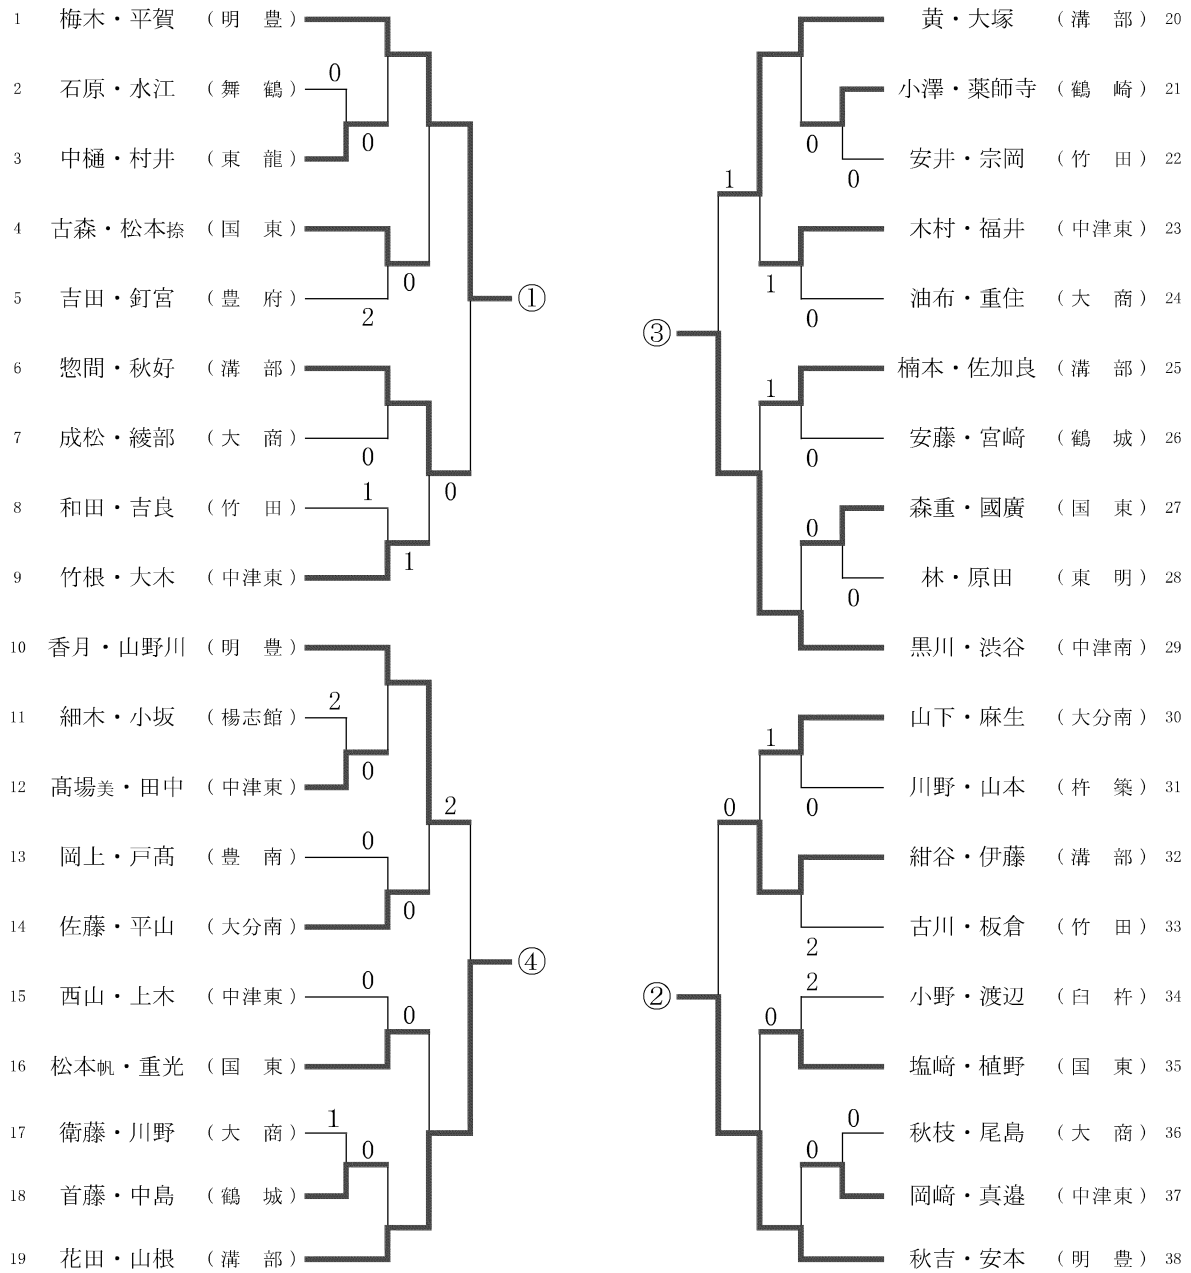 1 梅木・平賀 （明 豊）
2 石原・水江 （舞 鶴） 0
3 中樋・村井 （東 龍） 0
4 古森・松本捺 （国 東）
5 吉田・釘宮 （豊 府） 2
0
①
6 惣間・秋好 （溝 部）
7 成松・綾部 （大 商） 0
0
8 和田・吉良 （竹 田） 1
9 竹根・大木 （中津東） 1
10 香月・山野川 （明 豊）
11 細木・小坂 （楊志館） 2
12 髙場美・田中 （中津東） 0
2
13 岡上・戸髙 （豊 南） 0
14 佐藤・平山 （大分南） 0
④
15 西山・上木 （中津東） 0
0
16 松本帆・重光 （国 東）
17 衛藤・川野 （大 商） 1
0
18 首藤・中島 （鶴 城）
19 花田・山根 （溝 部）
黄・大塚 （溝 部） 20
小澤・薬師寺 （鶴 崎） 21
0
安井・宗岡 （竹 田） 22
0
1
木村・福井 （中津東） 23
1
油布・重住 （大 商） 24
0
③
楠本・佐加良 （溝 部） 25
1
安藤・宮﨑 （鶴 城） 26
0
森重・國廣 （国 東） 27
0
林・原田 （東 明） 28
0
黒川・渋谷 （中津南） 29
山下・麻生 （大分南） 30
1
川野・山本 （杵 築） 31
0
0
紺谷・伊藤 （溝 部） 32
古川・板倉 （竹 田） 33
2
小野・渡辺 （臼 杵） 34
2
②
0
塩﨑・植野 （国 東） 35
秋枝・尾島 （大 商） 36
0
0
岡﨑・真邉 （中津東） 37
秋吉・安本 （明 豊） 38